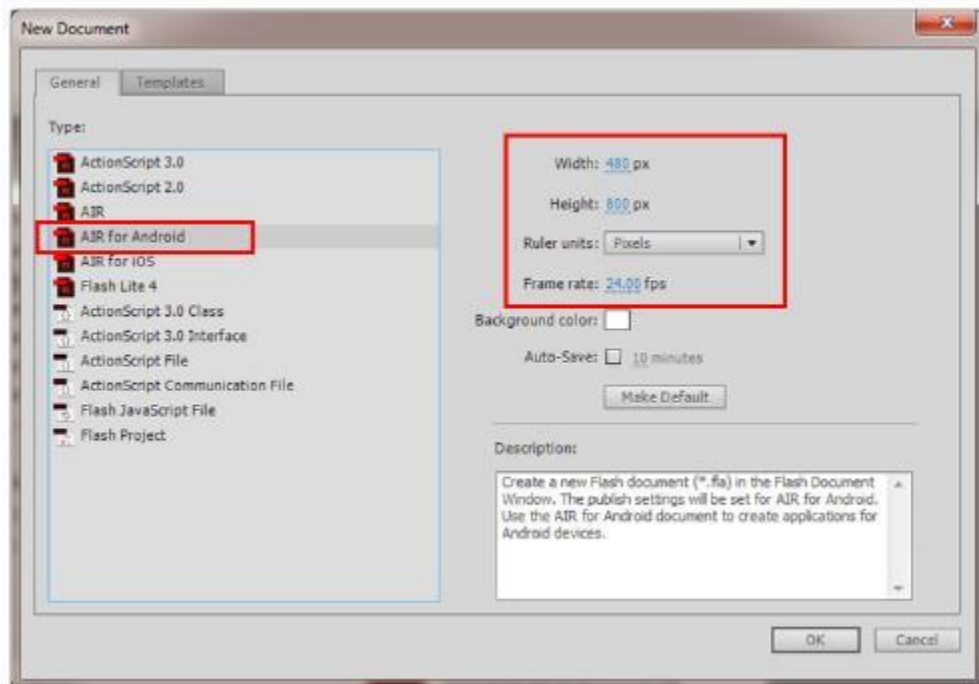 New Document
General Templates
Type:
ActionScript 3.0
ActionScript 2.0
AIR
AIR for Android
AIR for iOS
Flash Lite 4
ActionScript 3.0 Class
ActionScript 3.0 Interface
ActionScript File
ActionScript Communication File
Flash JavaScript File
Flash Project
Width: 480 px
Height: 800 px
Ruler units: Pixels
Frame rate: 24.00 fps
Background color:
Auto-Save: 10 minutes
Make Default
Description:
Create a new Flash document (*.fla) in the Flash Document
Window. The publish settings will be set for AIR for Android.
Use the AIR for Android document to create applications for
Android devices.
OK Cancel